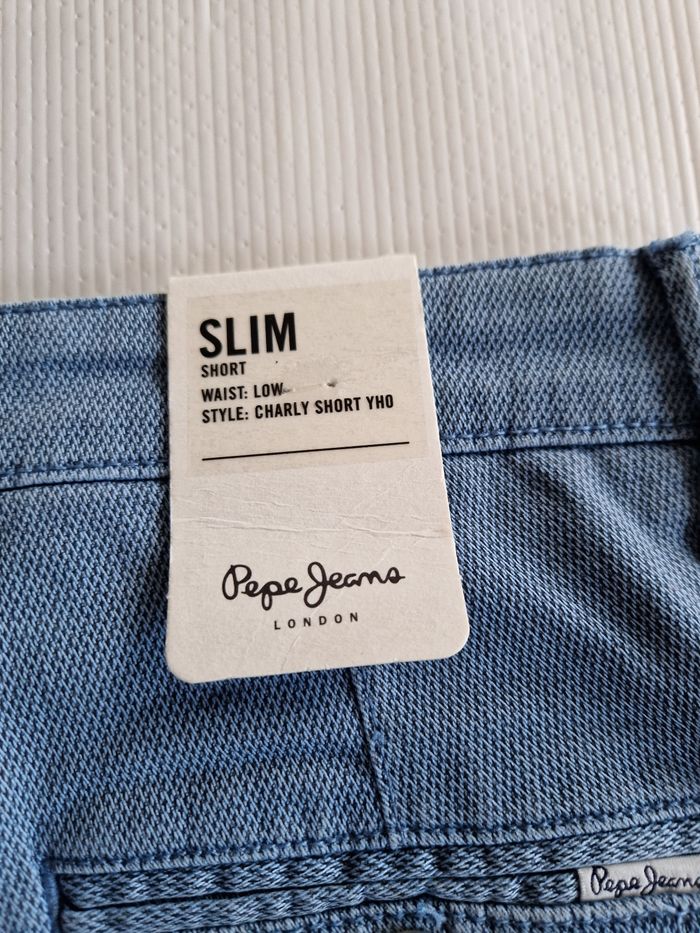 SLIM
SHORT
WAIST: LOW
STYLE: CHARLY SHORT YHO
Pepe Jeans
LONDON
Pepe Jeans